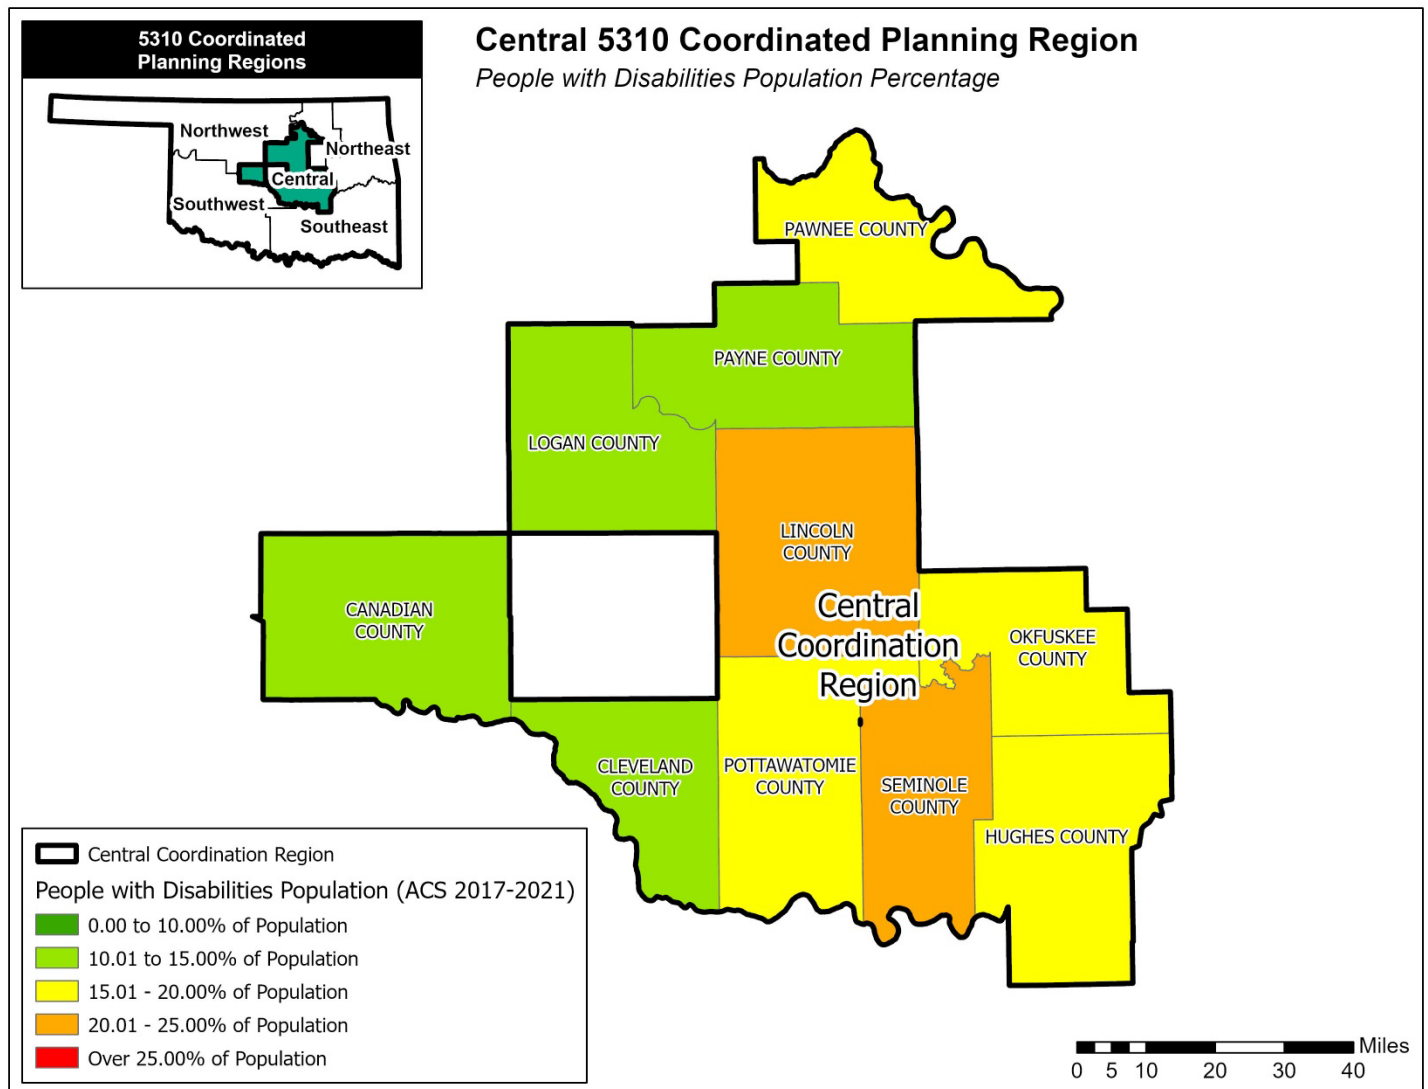 5310 Coordinated
Planning Regions
Northwest
Northeast
Central
Southwest
Southeast
Central 5310 Coordinated Planning Region
People with Disabilities Population Percentage
PAWNEE COUNTY
PAYNE COUNTY
LOGAN COUNTY
LINCOLN
COUNTY
CANADIAN
COUNTY
Central
Coordination
Region
OKFUSKEE
COUNTY
CLEVELAND
COUNTY
POTTAWATOMIE
COUNTY
SEMINOLE
COUNTY
HUGHES COUNTY
Central Coordination Region
People with Disabilities Population (ACS 2017-2021)
0.00 to 10.00% of Population
10.01 to 15.00% of Population
15.01 - 20.00% of Population
20.01 - 25.00% of Population
Over 25.00% of Population
Miles
0 5 10 20 30 40